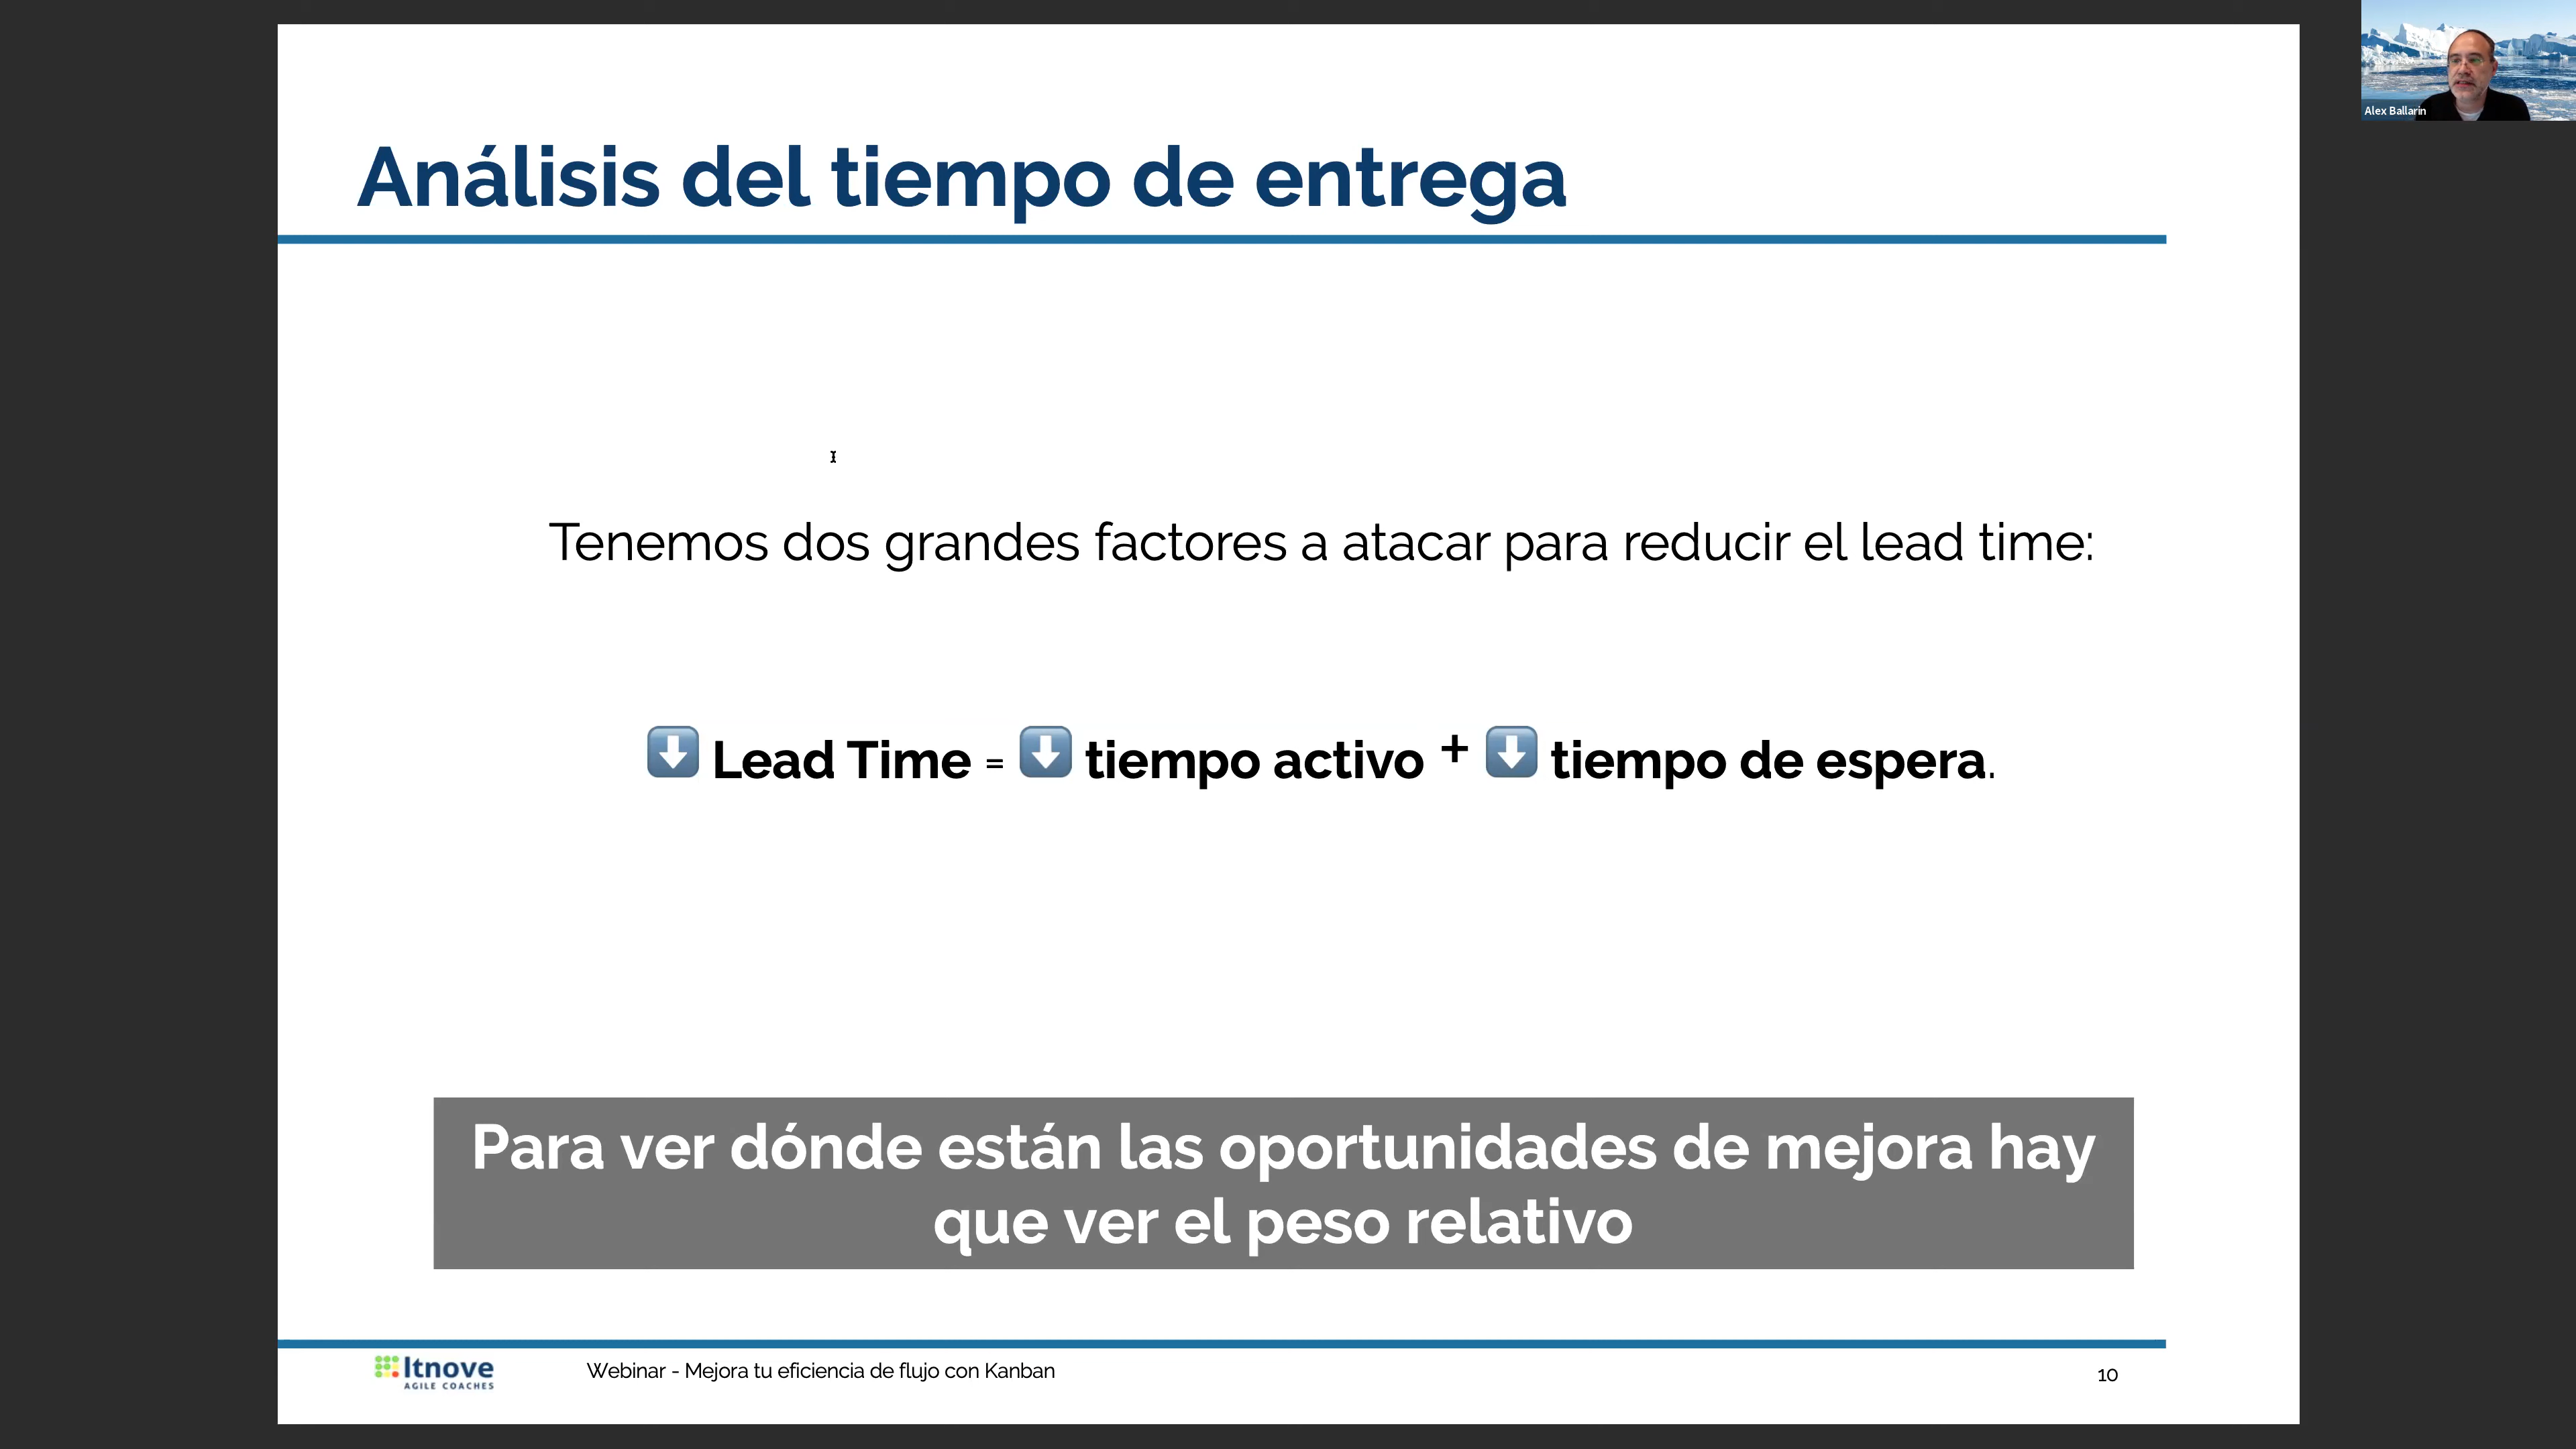 Alex Ballarin
Análisis del tiempo de entrega
Tenemos dos grandes factores a atacar para reducir el lead time:
⬇️ Lead Time = ⬇️ tiempo activo + ⬇️ tiempo de espera.
Para ver dónde están las oportunidades de mejora hay
que ver el peso relativo
Itnove
AGILE COACHES
Webinar - Mejora tu eficiencia de flujo con Kanban
10